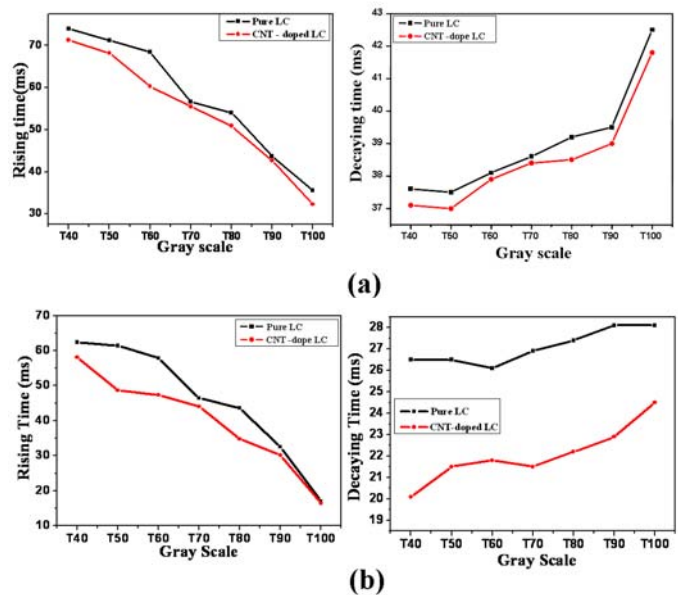 Rising time(ms)
70
50
30
Pure LC
CNT - doped LC
T40 T50 T60 T70 T80 T90 T100
Gray scale
Decaying time (ms)
43
42
41
39
38
37
Pure LC
CNT-dope LC
T40 T50 T60 T70 T80 T90 T100
Gray scale
(a)
Rising Time (ms)
70
60
50
40
30
20
10
Pure LC
CNT -dope LC
T40 T50 T60 T70 T80 T90 T100
Gray Scale
Decaying Time (ms)
28
27
26
25
24
23
22
21
20
19
Pure LC
CNT-doped LC
T40 T50 T60 T70 T80 T90 T100
Gray Scale
(b)